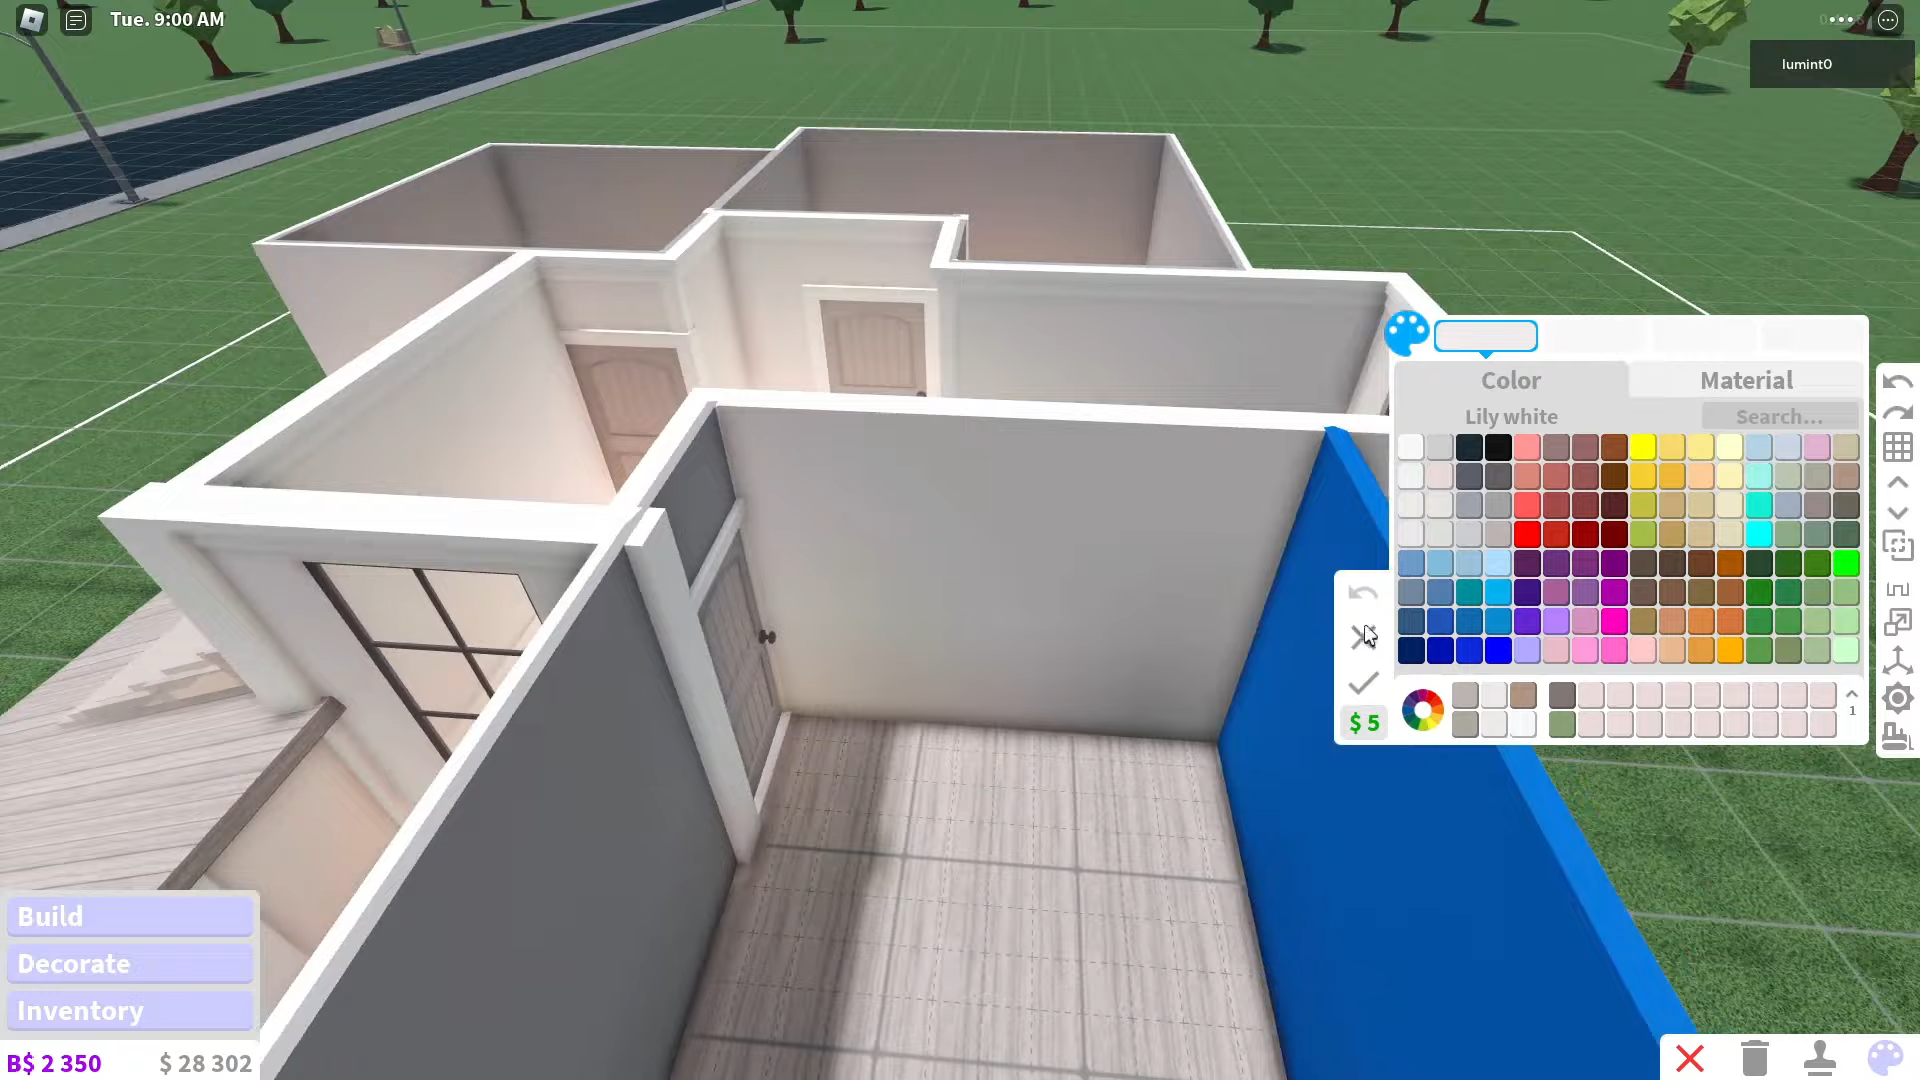 Tue. 9:00 AM
lumint0
Color
Material
Lily white
Search...
$ 5
1
Build
Decorate
Inventory
B$ 2 350
$ 28 302